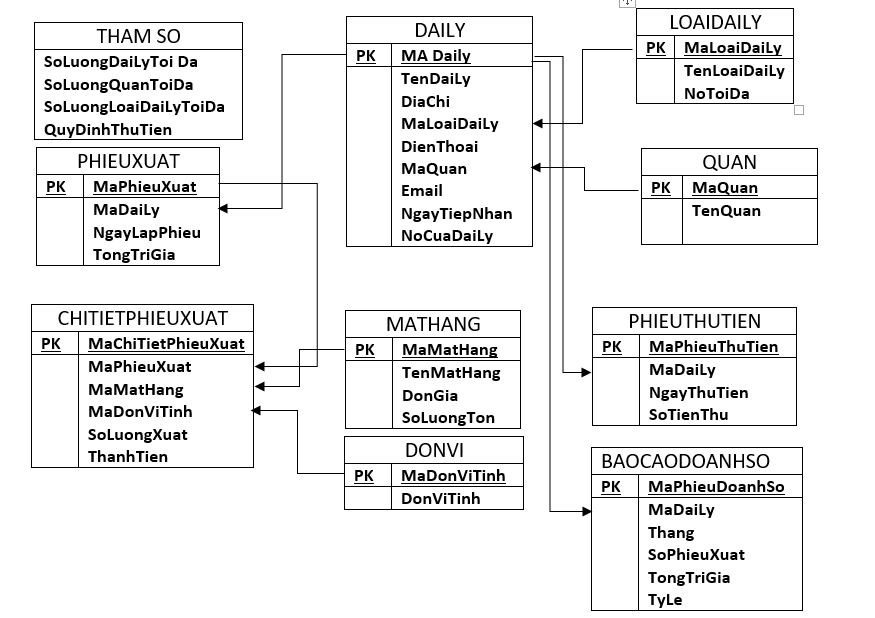 THAM SO
SoLuongDaiLyToi Da
SoLuongQuanToiDa
SoLuongLoaiDaiLyToiDa
QuyDinhThuTien
PHIEUXUAT
PK MaPhieuXuat
MaDaiLy
NgayLapPhieu
TongTriGia
DAILY
PK MA Daily
TenDaiLy
DiaChi
MaLoaiDaiLy
DienThoai
MaQuan
Email
NgayTiepNhan
NoCuaDaiLy
LOAIDAILY
PK MaLoaiDaiLy
TenLoaiDaiLy
NoToiDa
QUAN
PK MaQuan
TenQuan
CHITIETPHIEUXUAT
PK MaChiTietPhieuXuat
MaPhieuXuat
MaMatHang
MaDonViTinh
SoLuongXuat
ThanhTien
MATHANG
PK MaMatHang
TenMatHang
DonGia
SoLuongTon
DONVI
PK MaDonViTinh
DonViTinh
PHIEUTHUTIEN
PK MaPhieuThuTien
MaDaiLy
NgayThuTien
SoTienThu
BAOCAODOANHSO
PK MaPhieuDoanhSo
MaDaiLy
Thang
SoPhieuXuat
TongTriGia
TyLe